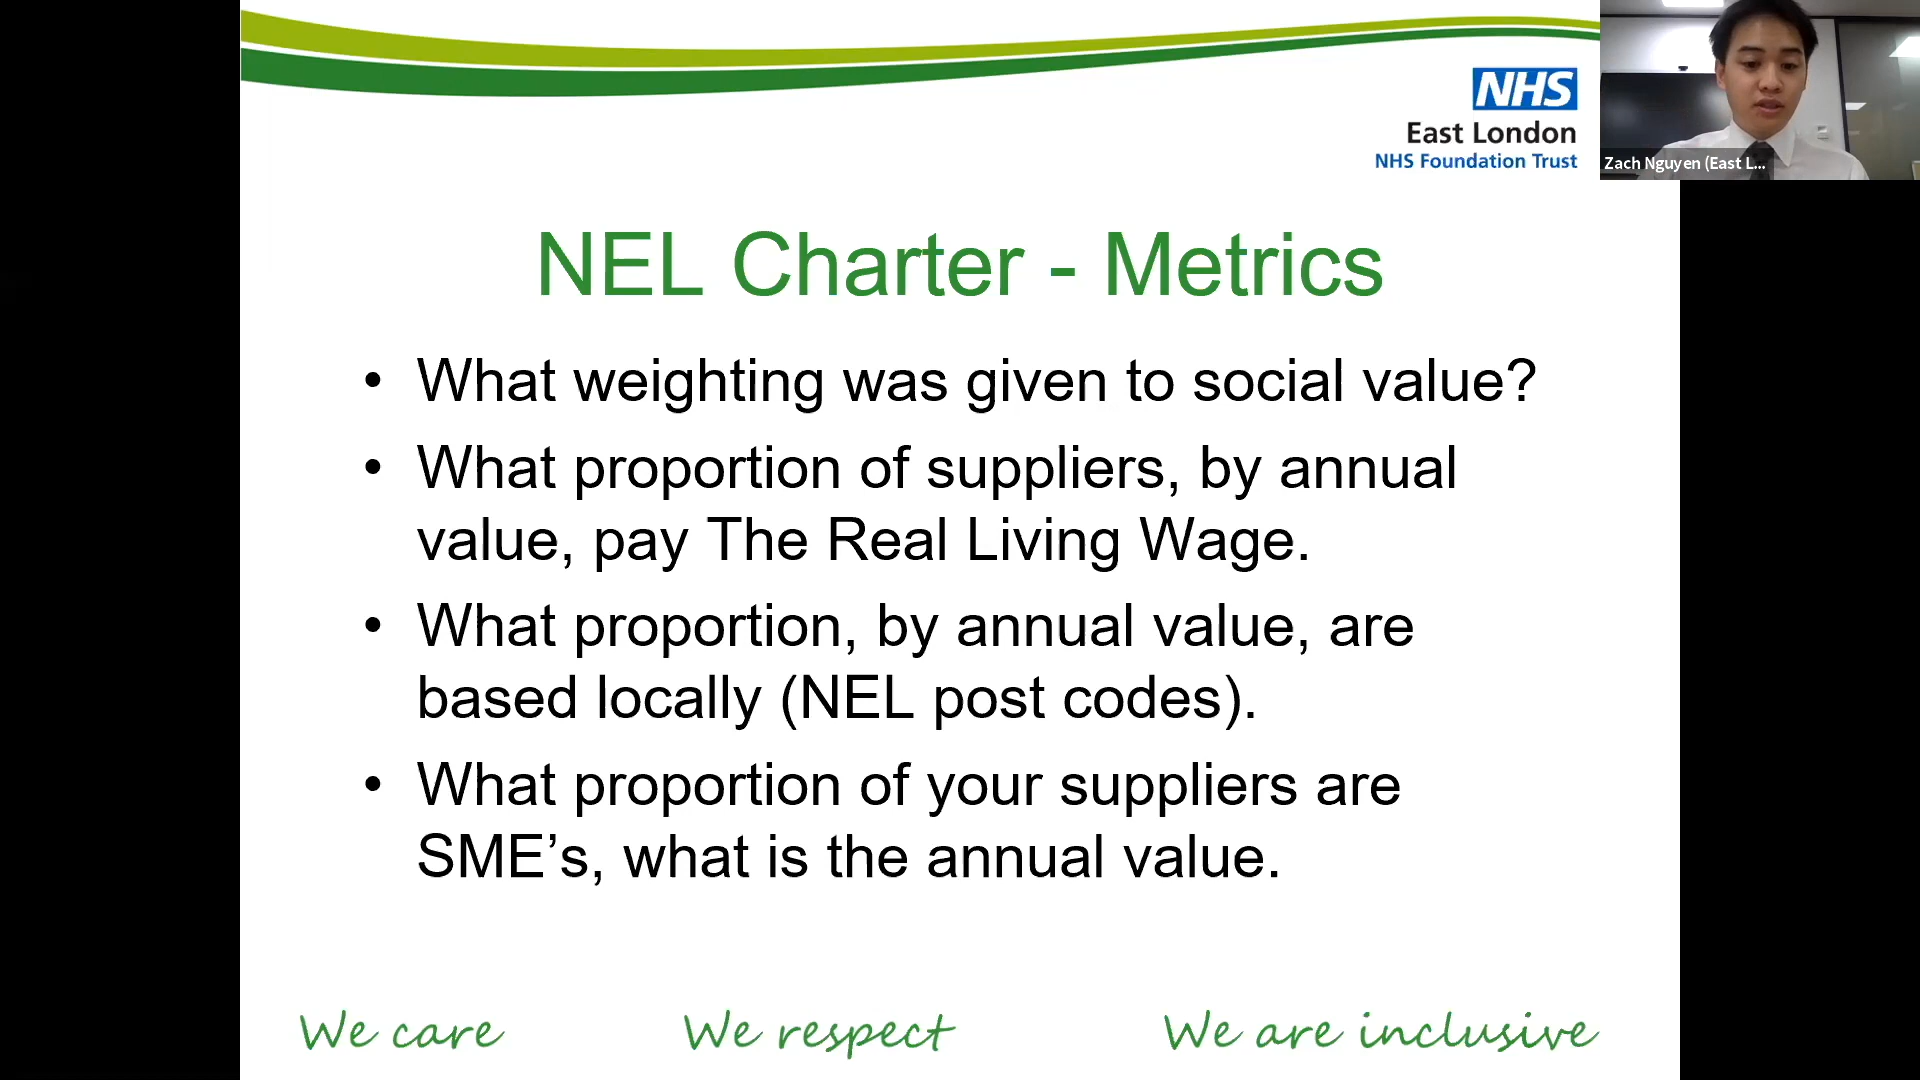 NHS
East London
NHS Foundation Trust
Zach Nguyen (East L...
NEL Charter - Metrics
• What weighting was given to social value?
• What proportion of suppliers, by annual
value, pay The Real Living Wage.
• What proportion, by annual value, are
based locally (NEL post codes).
• What proportion of your suppliers are
SME’s, what is the annual value.
We care
We respect
We are inclusive